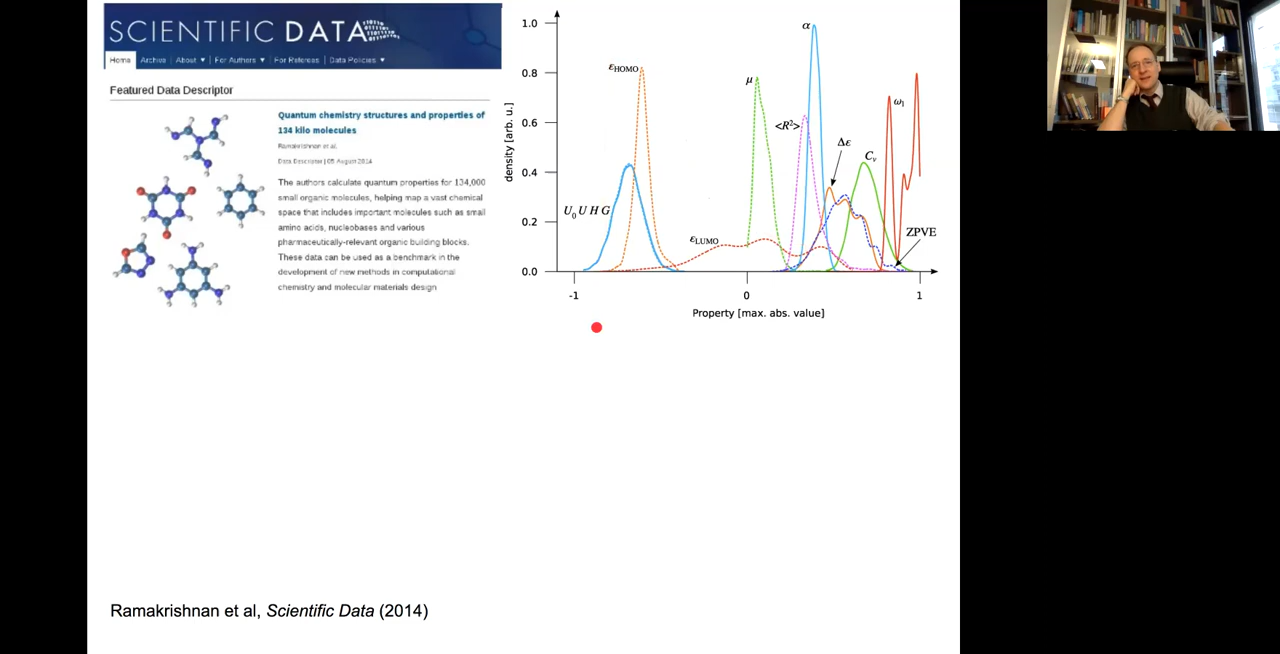 SCIENTIFIC DATA
Home Archive About ▼ For Authors ▼ For Referees Data Policies ▼
Featured Data Descriptor
Quantum chemistry structures and properties of
134 kilo molecules
Ramakrishnan et al.
Data Descriptor | 05 August 2014
The authors calculate quantum properties for 134,000
small organic molecules, helping map a vast chemical
space that includes important molecules such as small
amino acids, nucleobases and various
pharmaceutically-relevant organic building blocks.
These data can be used as a benchmark in the
development of new methods in computational
chemistry and molecular materials design
density [arb. u.]
1.0
0.8
0.6
0.4
0.2
0.0
-1
0
1
Property [max. abs. value]
εHOMO
U₀ U H G
εLUMO
μ
<R²>
α
Δε
Cᵥ
ω₁
ZPVE
Ramakrishnan et al, Scientific Data (2014)